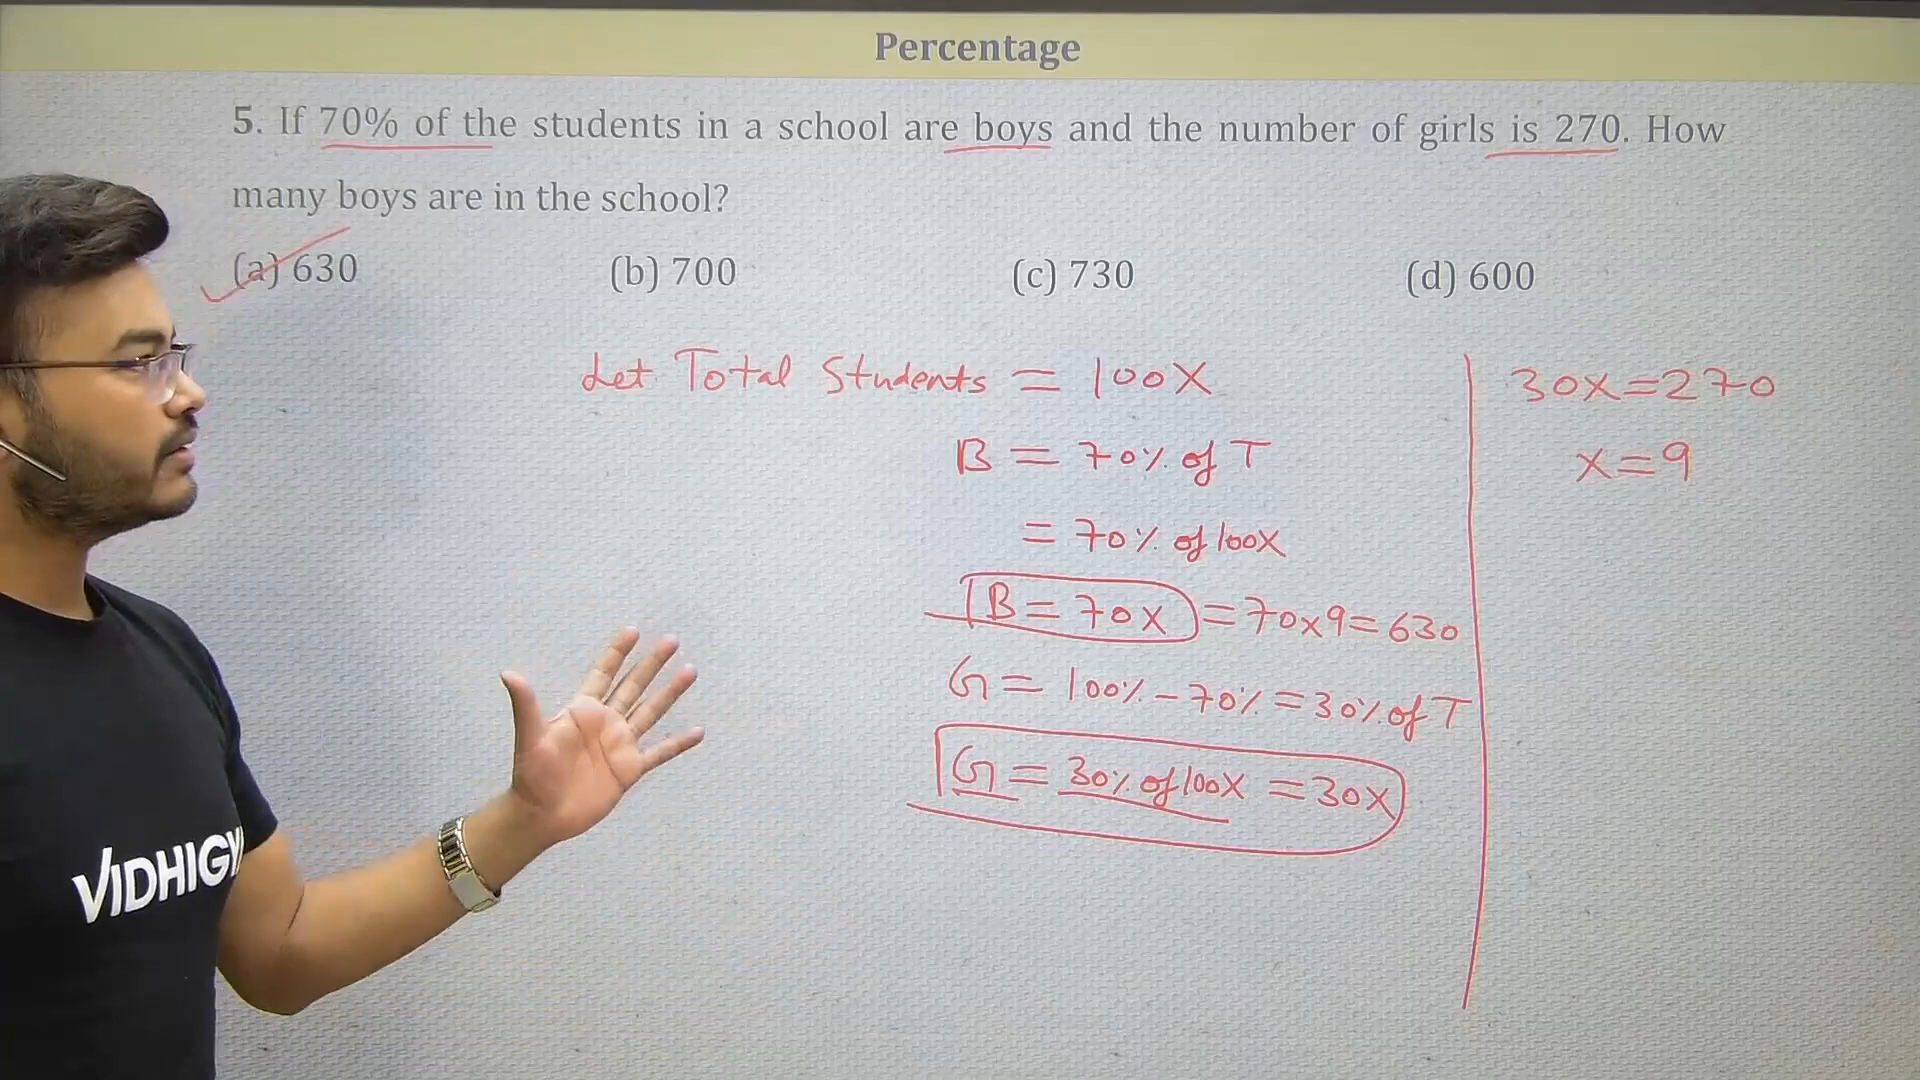 Percentage
5. If 70% of the students in a school are boys and the number of girls is 270. How
many boys are in the school?
(a) 630 (b) 700 (c) 730 (d) 600
Let Total Students = 100X
B = 70% of T
= 70% of 100X
B = 70X = 70x9 = 630
G = 100% - 70% = 30% of T
G = 30% of 100X = 30X
30X=270
X=9
VIDHIGY